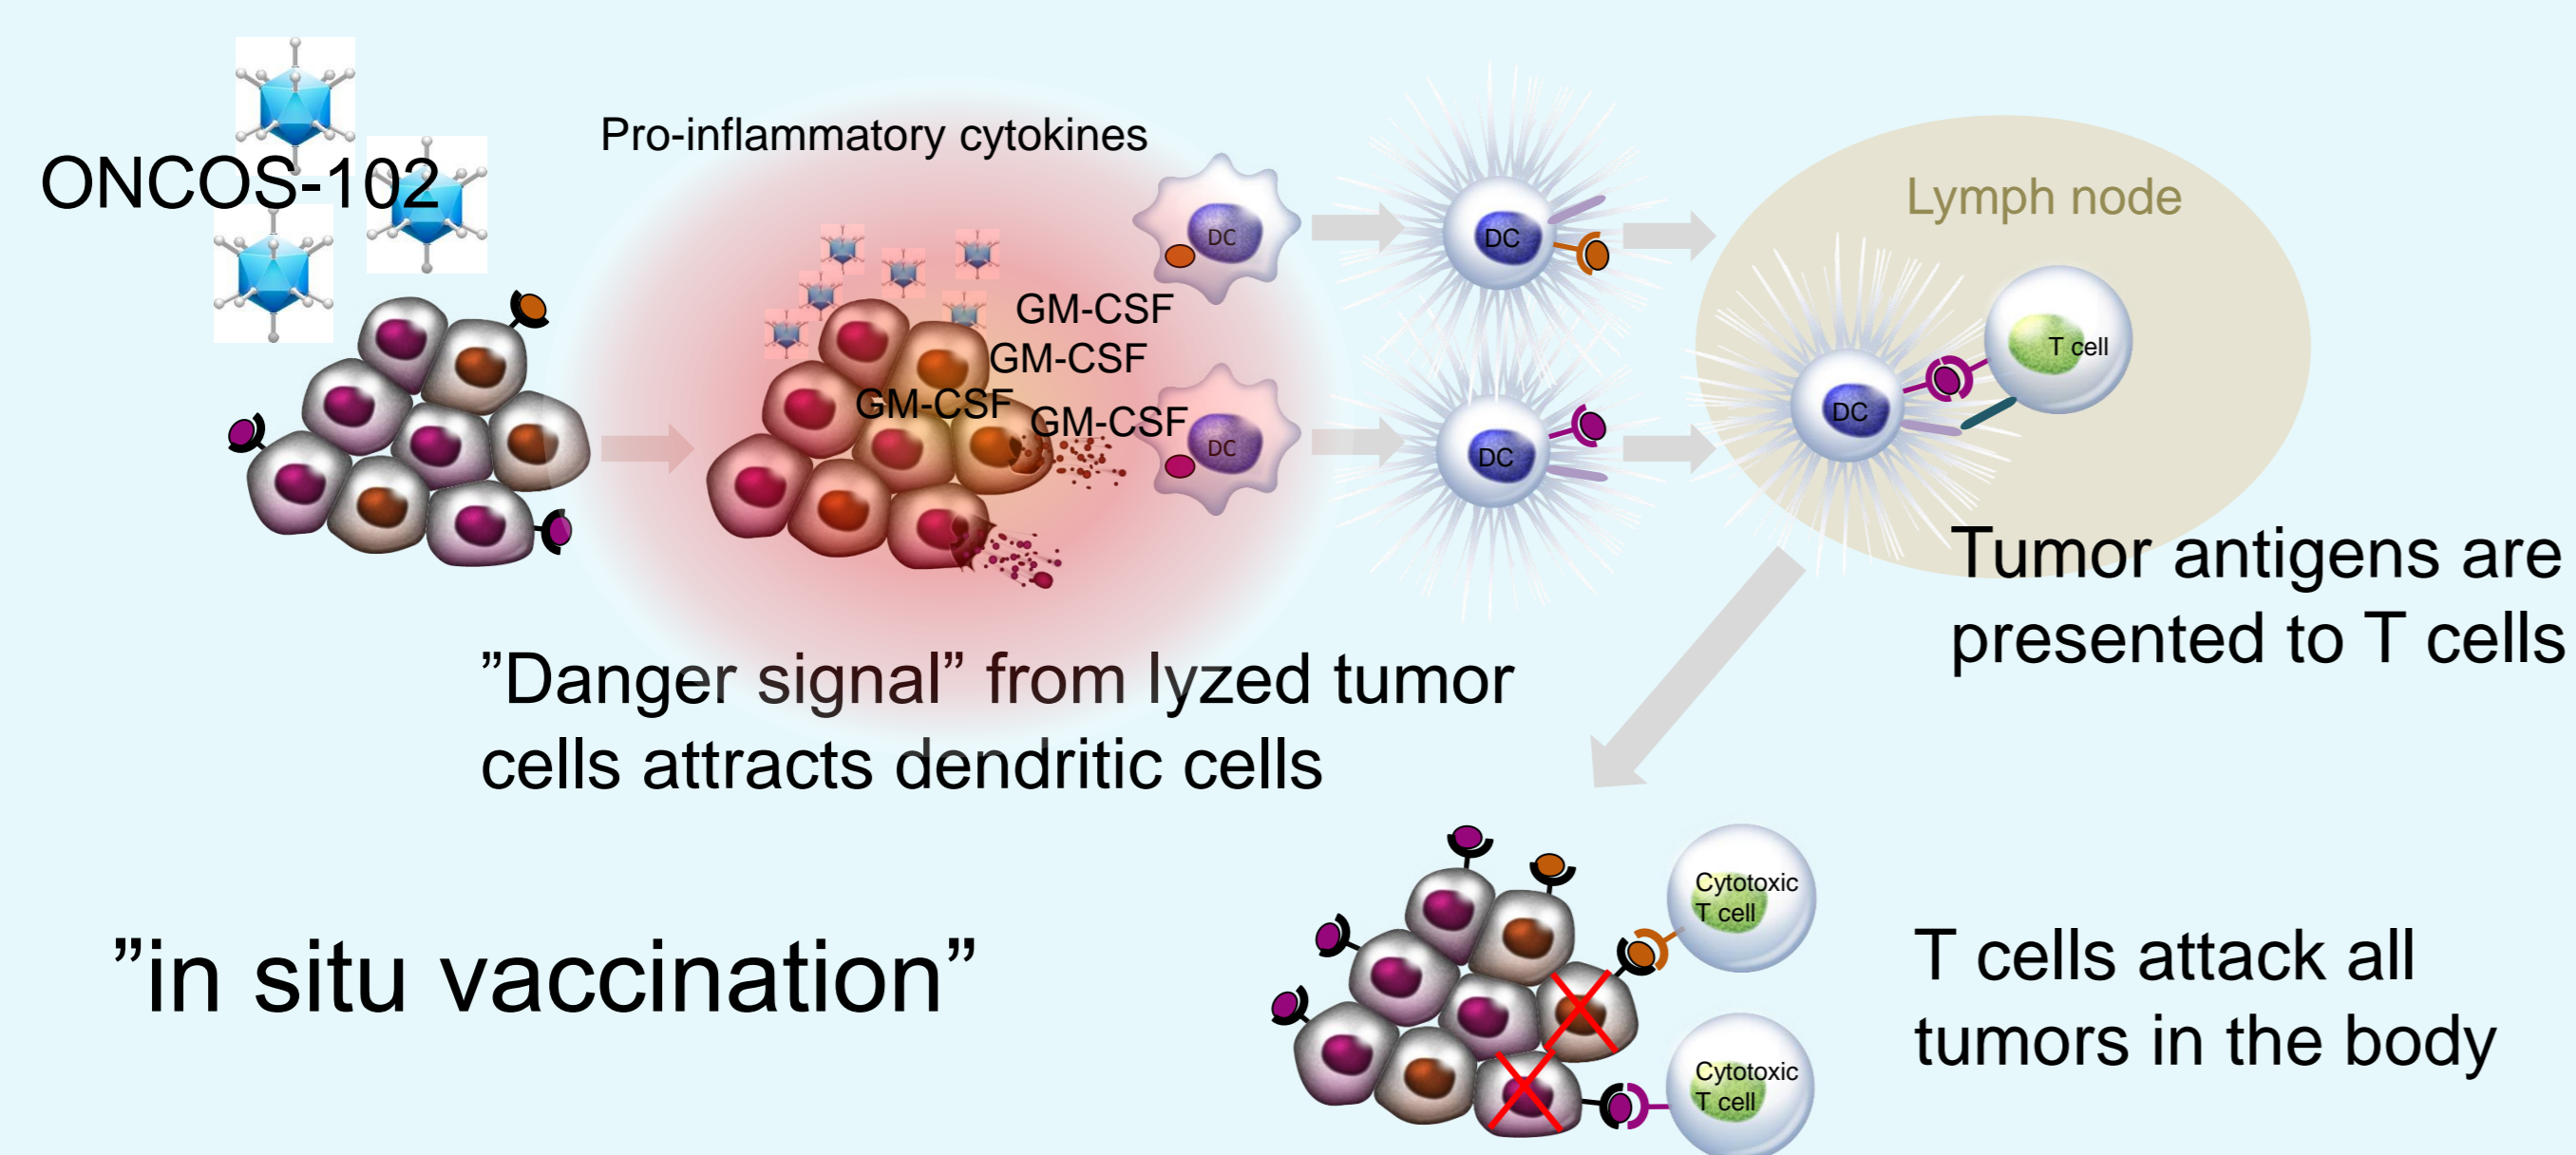 ONCOS-102
Pro-inflammatory cytokines
GM-CSF
GM-CSF
GM-CSF
GM-CSF
DC
DC
DC
DC
Lymph node
DC
T cell
”Danger signal” from lyzed tumor
cells attracts dendritic cells
Tumor antigens are
presented to T cells
”in situ vaccination”
Cytotoxic
T cell
Cytotoxic
T cell
T cells attack all
tumors in the body